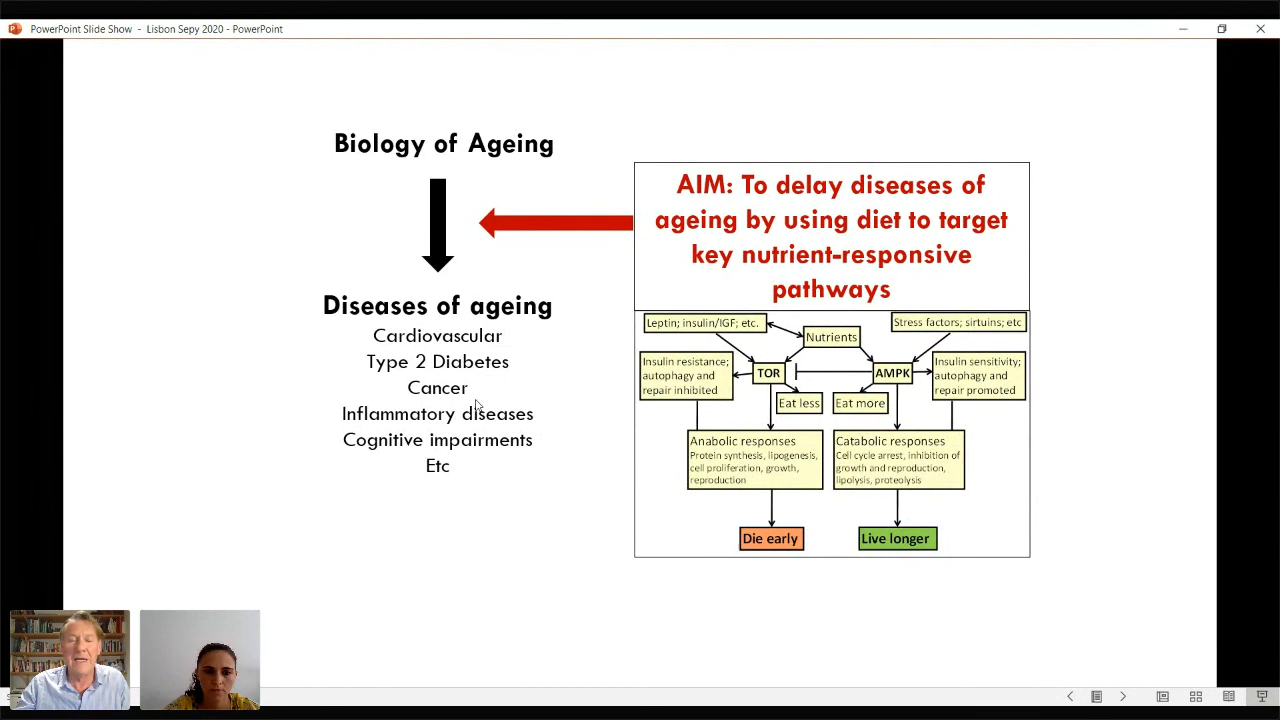 PowerPoint Slide Show - Lisbon Sepy 2020 - PowerPoint
Biology of Ageing
Diseases of ageing
Cardiovascular
Type 2 Diabetes
Cancer
Inflammatory diseases
Cognitive impairments
Etc
AIM: To delay diseases of
ageing by using diet to target
key nutrient-responsive
pathways
Leptin; insulin/IGF; etc.
Nutrients
Stress factors; sirtuins; etc
Insulin resistance;
autophagy and
repair inhibited
TOR
AMPK
Insulin sensitivity;
autophagy and
repair promoted
Eat less
Eat more
Anabolic responses
Protein synthesis, lipogenesis,
cell proliferation, growth,
reproduction
Catabolic responses
Cell cycle arrest, inhibition of
growth and reproduction,
lipolysis, proteolysis
Die early
Live longer